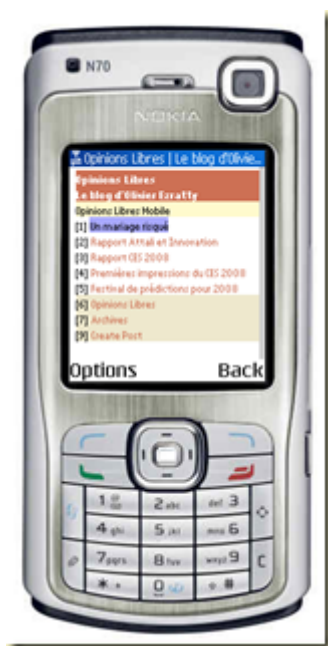 N70
NOKIA
Opinions Libres | Le blog d'Olivie...
Opinions Libres
Le blog d'Olivier Ezratty
Opinions Libres Mobile
[1] Un mariage risqué
[2] Rapport Attali et Innovation
[3] Rapport CES 2008
[4] Premières impressions du CES 2008
[5] Festival de prédictions pour 2008
[6] Opinions Libres
[7] Archives
[9] Create Post
Options Back
1 2 abc def 3
4 ghi 5 jkl mno 6
7 pqrs 8 tuv wxyz 9 C
* + 0 #